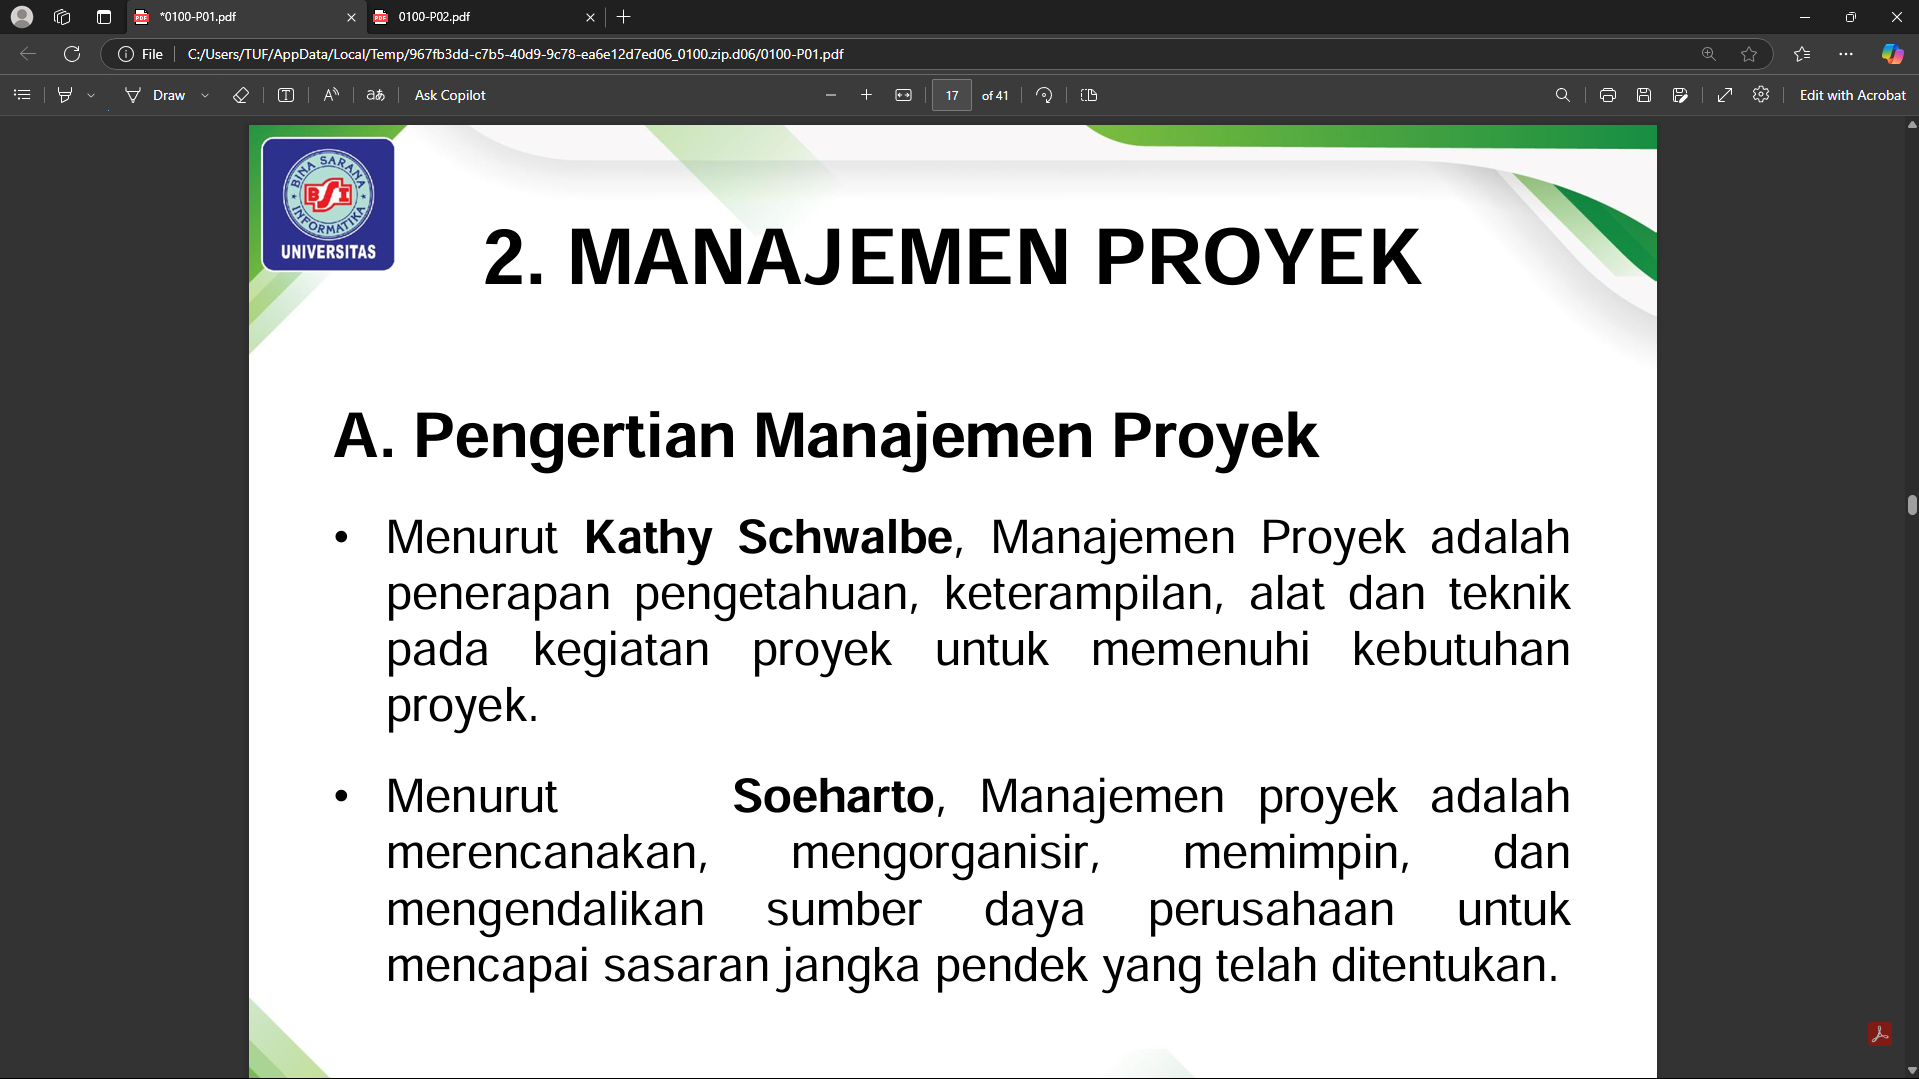 *0100-P01.pdf
0100-P02.pdf
File
C:/Users/TUF/AppData/Local/Temp/967fb3dd-c7b5-40d9-9c78-ea6e12d7ed06_0100.zip.d06/0100-P01.pdf
Draw
aあ
Ask Copilot
17 of 41
Edit with Acrobat
BINA SARANA
BSI
INFORMATIKA
UNIVERSITAS
2. MANAJEMEN PROYEK
A. Pengertian Manajemen Proyek
• Menurut Kathy Schwalbe, Manajemen Proyek adalah
penerapan pengetahuan, keterampilan, alat dan teknik
pada kegiatan proyek untuk memenuhi kebutuhan
proyek.
• Menurut Soeharto, Manajemen proyek adalah
merencanakan, mengorganisir, memimpin, dan
mengendalikan sumber daya perusahaan untuk
mencapai sasaran jangka pendek yang telah ditentukan.